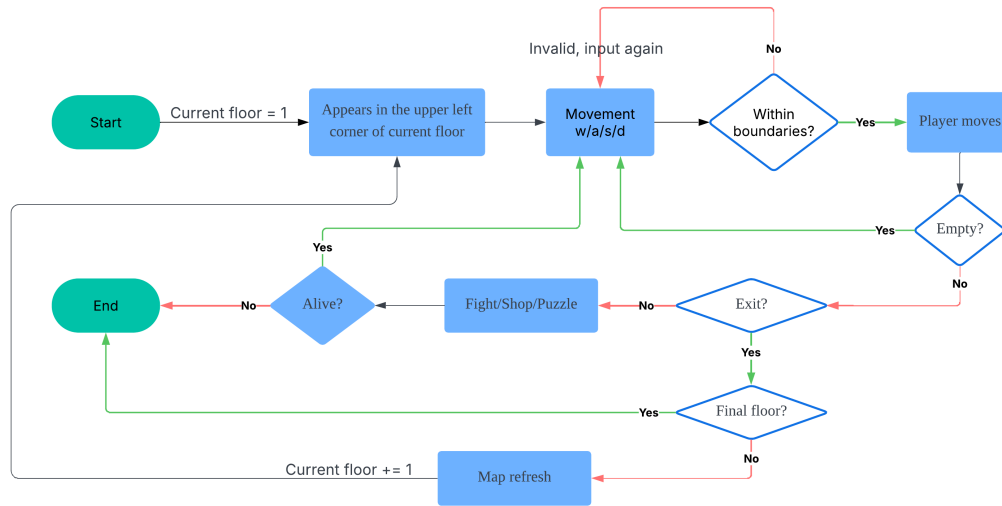 Invalid, input again
No
Start
Current floor = 1
Appears in the upper left
corner of current floor
Movement
w/a/s/d
Within
boundaries?
Yes
Player moves
Yes
Empty?
Yes
No
End
No
Alive?
Fight/Shop/Puzzle
No
Exit?
Yes
Yes
Final floor?
No
Current floor += 1
Map refresh